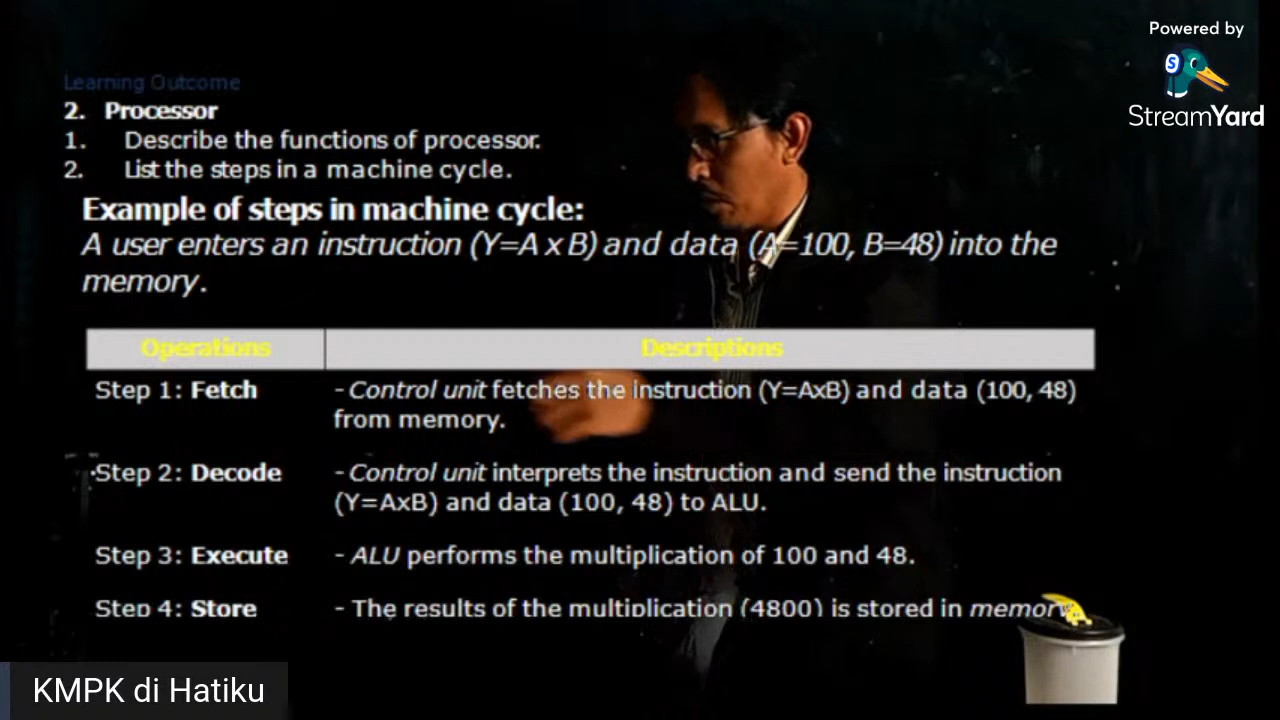 Powered by
StreamYard
Learning Outcome
2. Processor
1. Describe the functions of processor.
2. List the steps in a machine cycle.
Example of steps in machine cycle:
A user enters an instruction (Y=A x B) and data (A=100, B=48) into the
memory.
Operations Descriptions
Step 1: Fetch - Control unit fetches the instruction (Y=AxB) and data (100, 48)
from memory.
Step 2: Decode - Control unit interprets the instruction and send the instruction
(Y=AxB) and data (100, 48) to ALU.
Step 3: Execute - ALU performs the multiplication of 100 and 48.
Step 4: Store - The results of the multiplication (4800) is stored in memory
KMPK di Hatiku